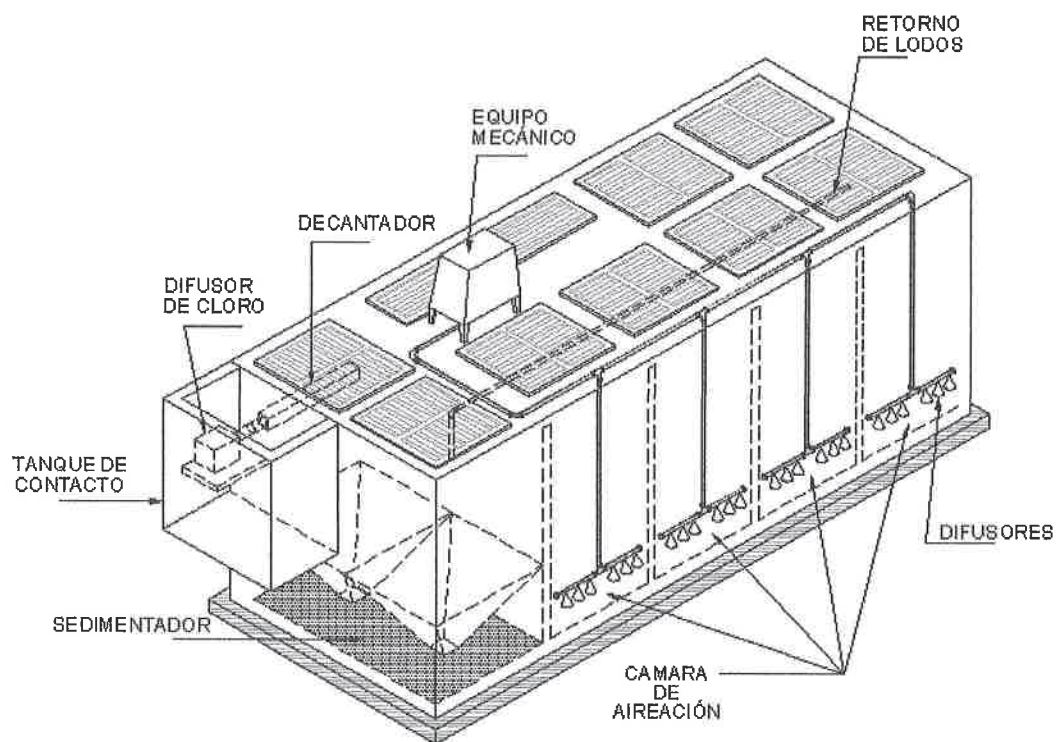 RETORNO
DE LODOS
EQUIPO
MECÁNICO
DECANTADOR
DIFUSOR
DE CLORO
TANQUE DE
CONTACTO
DIFUSORES
SEDIMENTADOR
CAMARA
DE
AIREACIÓN